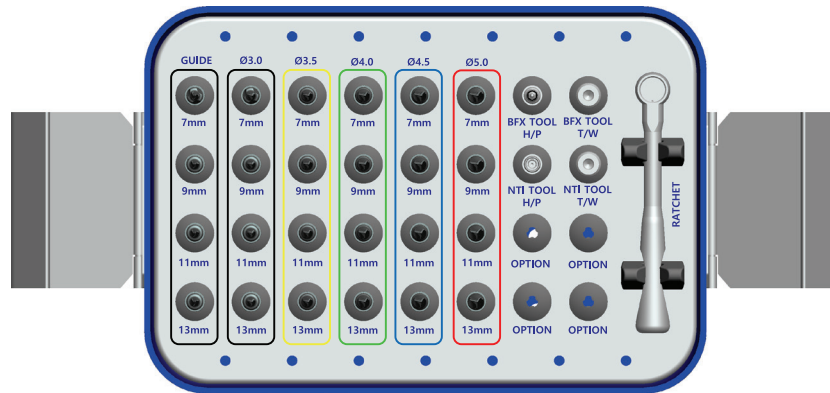 GUIDE Ø3.0 Ø3.5 Ø4.0 Ø4.5 Ø5.0
7mm 7mm 7mm 7mm 7mm 7mm
BFX TOOL H/P
BFX TOOL T/W
9mm 9mm 9mm 9mm 9mm 9mm
NTI TOOL H/P
NTI TOOL T/W
11mm 11mm 11mm 11mm 11mm 11mm OPTION OPTION
13mm 13mm 13mm 13mm 13mm 13mm OPTION OPTION
RATCHET